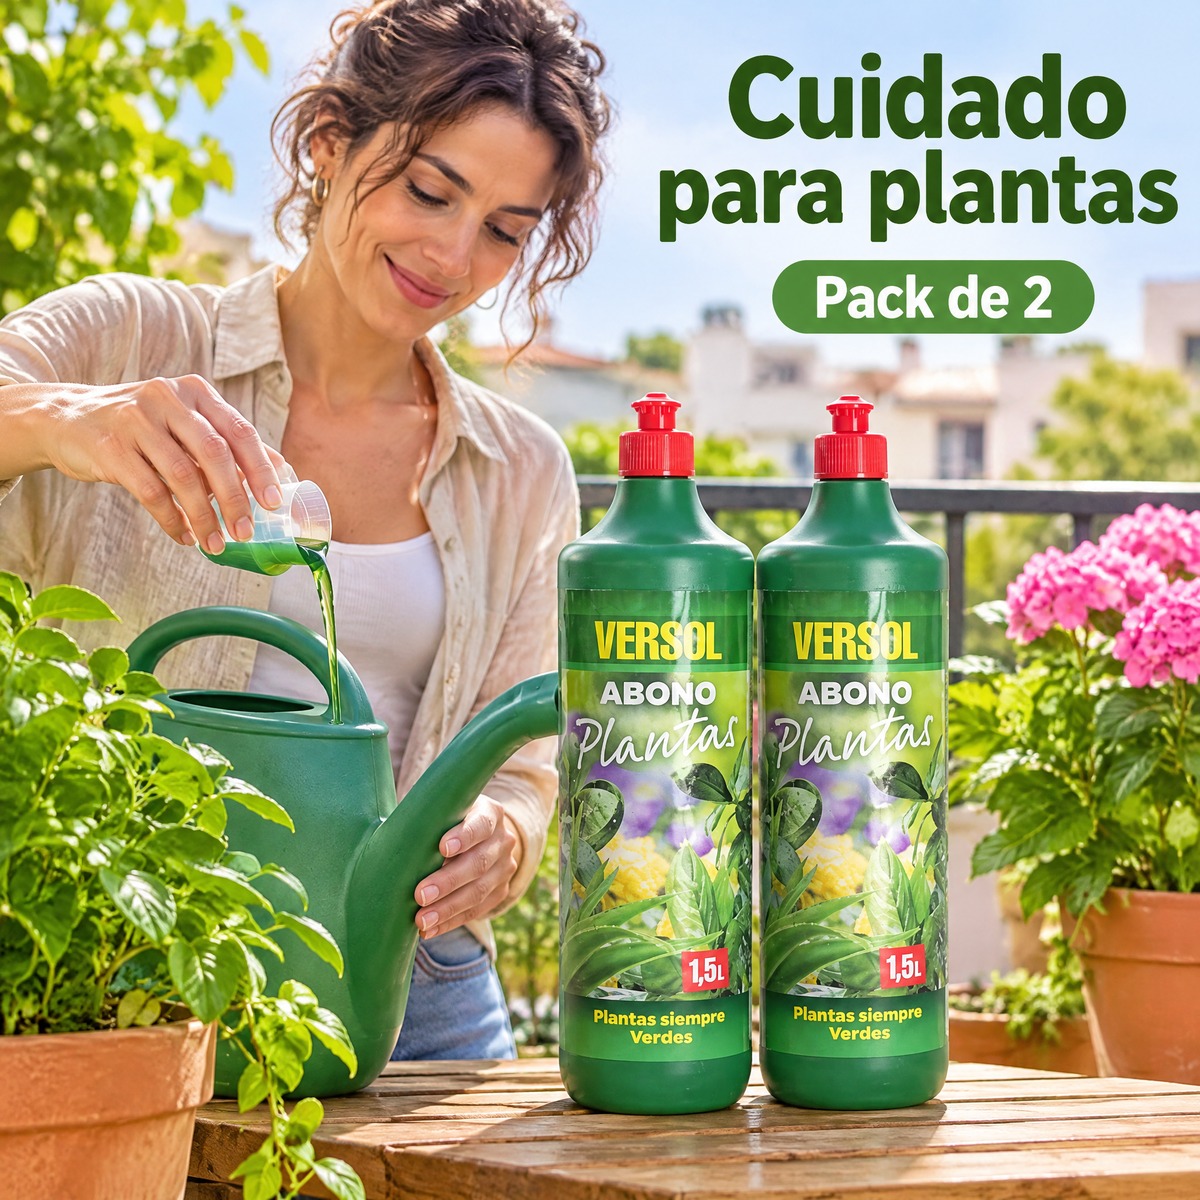 Cuidado
para plantas
Pack de 2
VERSOL
ABONO
Plantas
1,5L
Plantas siempre
Verdes
VERSOL
ABONO
Plantas
1,5L
Plantas siempre
Verdes